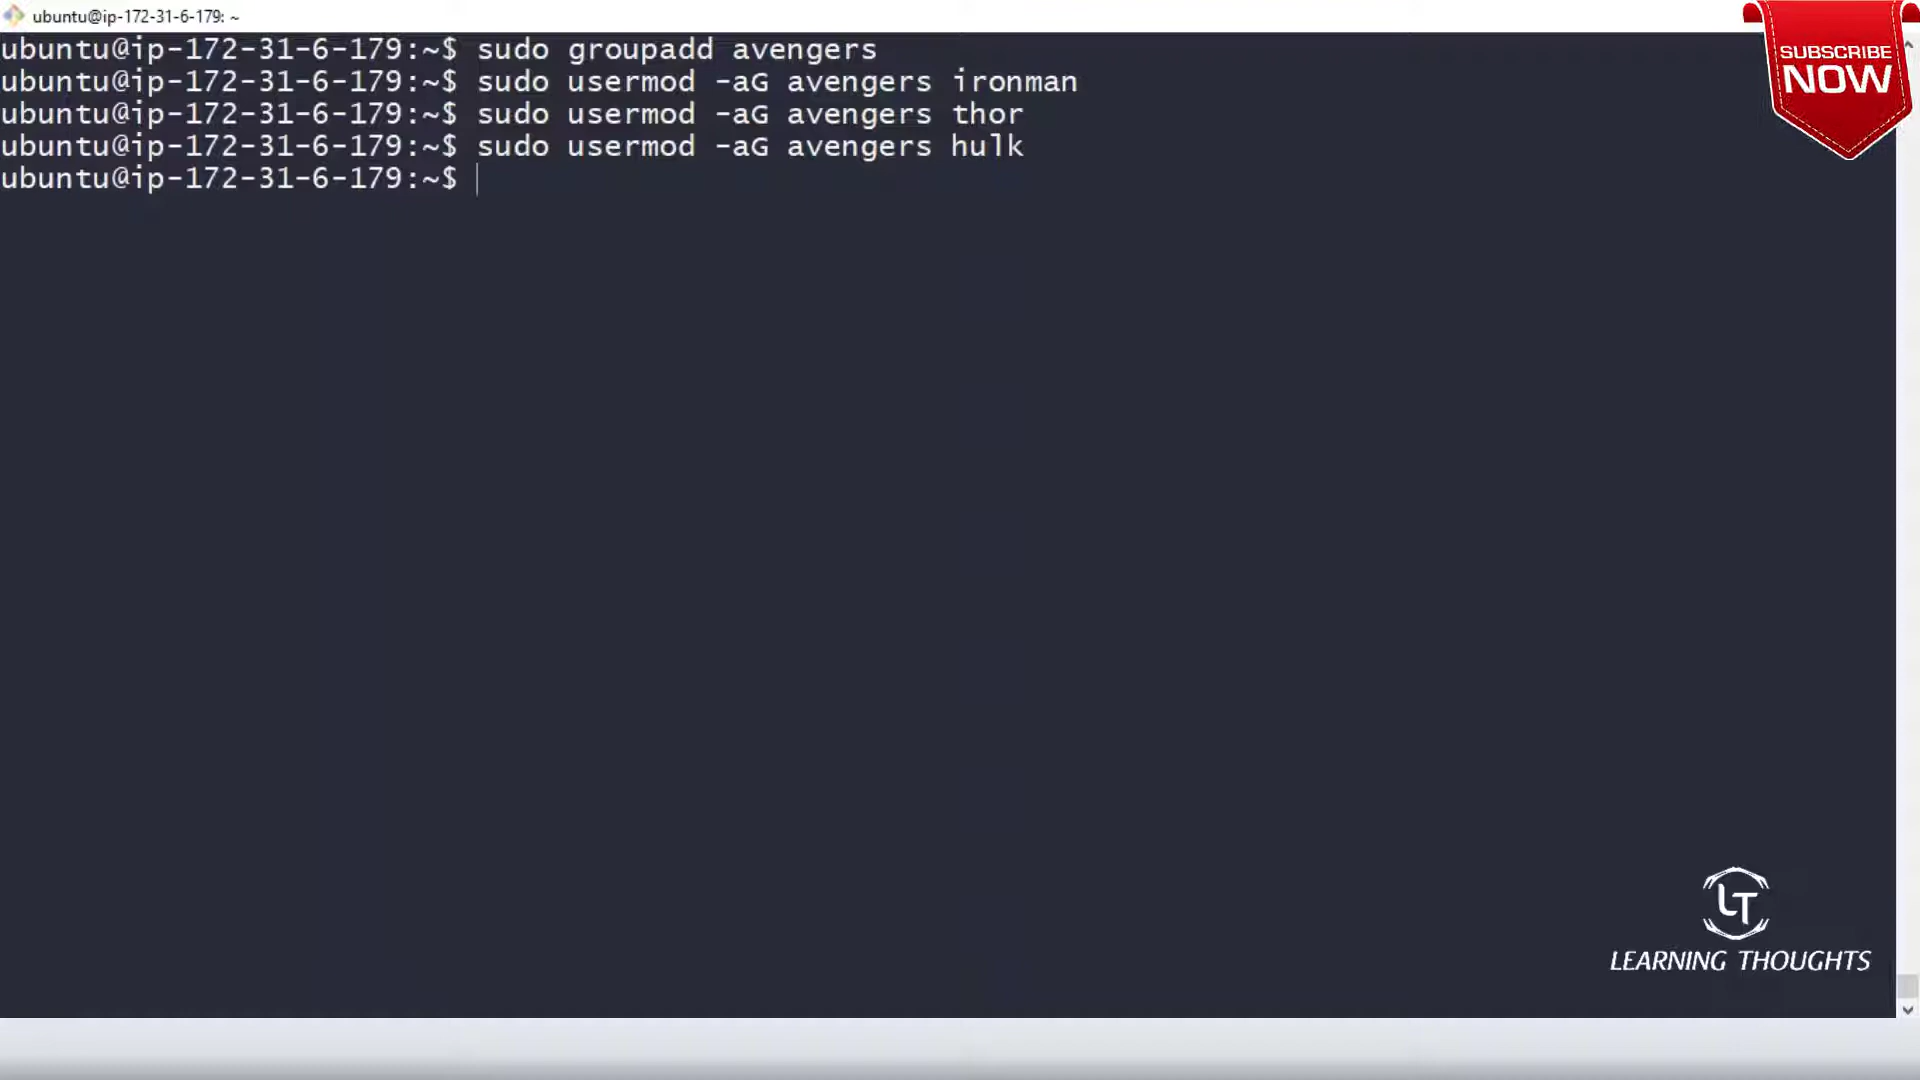 ubuntu@ip-172-31-6-179: ~
ubuntu@ip-172-31-6-179:~$ sudo groupadd avengers
ubuntu@ip-172-31-6-179:~$ sudo usermod -aG avengers ironman
ubuntu@ip-172-31-6-179:~$ sudo usermod -aG avengers thor
ubuntu@ip-172-31-6-179:~$ sudo usermod -aG avengers hulk
ubuntu@ip-172-31-6-179:~$
SUBSCRIBE
NOW
LT
LEARNING THOUGHTS